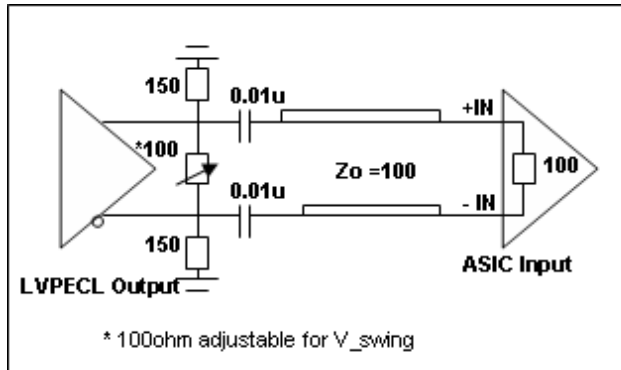 150
0.01u
+IN
*100
100
Zo =100
0.01u
- IN
150
ASIC Input
LVPECL Output
* 100ohm adjustable for V_swing